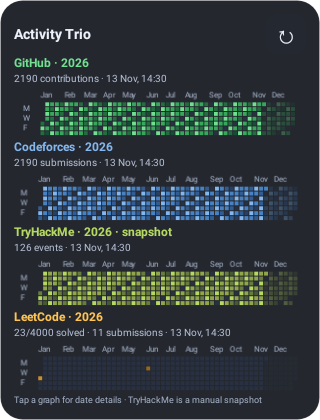 Activity Trio
GitHub · 2026
2190 contributions · 13 Nov, 14:30
Jan Feb Mar Apr May Jun Jul Aug Sep Oct Nov Dec
M
W
F
Codeforces · 2026
2190 submissions · 13 Nov, 14:30
Jan Feb Mar Apr May Jun Jul Aug Sep Oct Nov Dec
M
W
F
TryHackMe · 2026 · snapshot
126 events · 13 Nov, 14:30
Jan Feb Mar Apr May Jun Jul Aug Sep Oct Nov Dec
M
W
F
LeetCode · 2026
23/4000 solved · 11 submissions · 13 Nov, 14:30
Jan Feb Mar Apr May Jun Jul Aug Sep Oct Nov Dec
M
W
F
Tap a graph for date details · TryHackMe is a manual snapshot